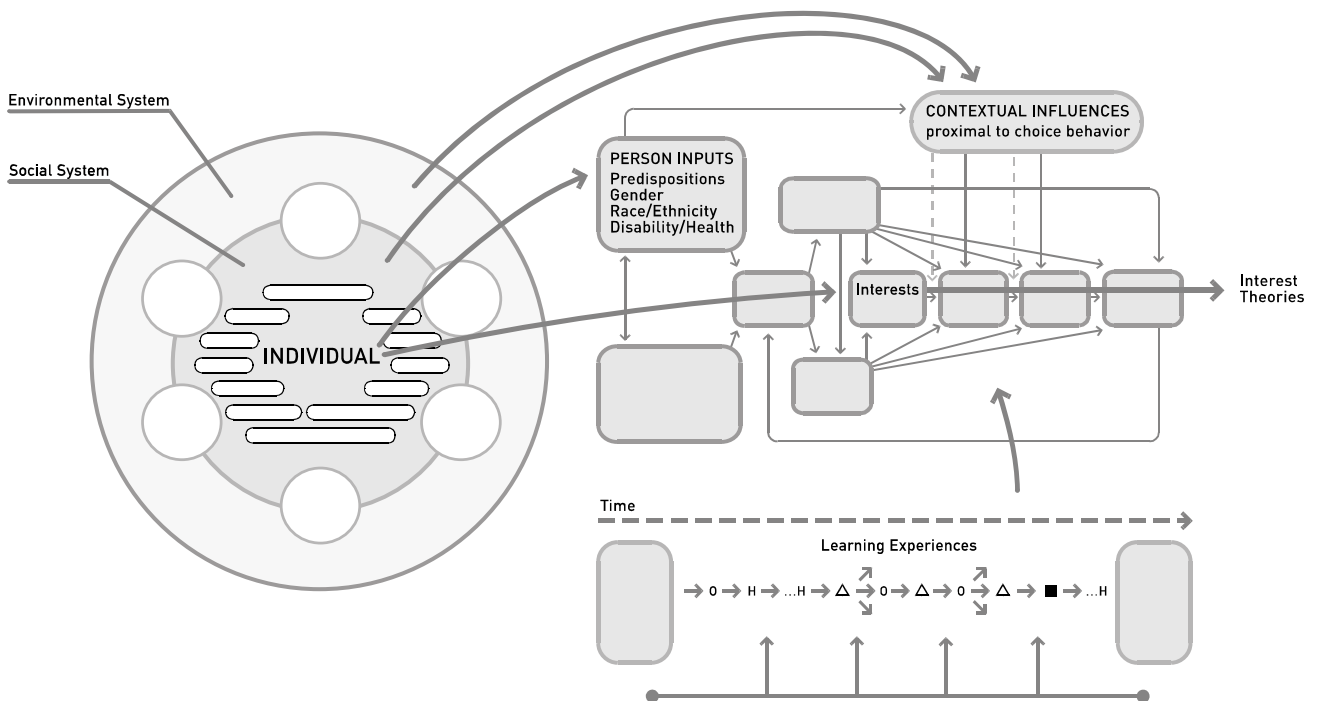 Environmental System
Social System
INDIVIDUAL
PERSON INPUTS
Predispositions
Gender
Race/Ethnicity
Disability/Health
CONTEXTUAL INFLUENCES
proximal to choice behavior
Interests
Interest
Theories
Time
Learning Experiences
O H ...H △ O △ O △ ■ ...H